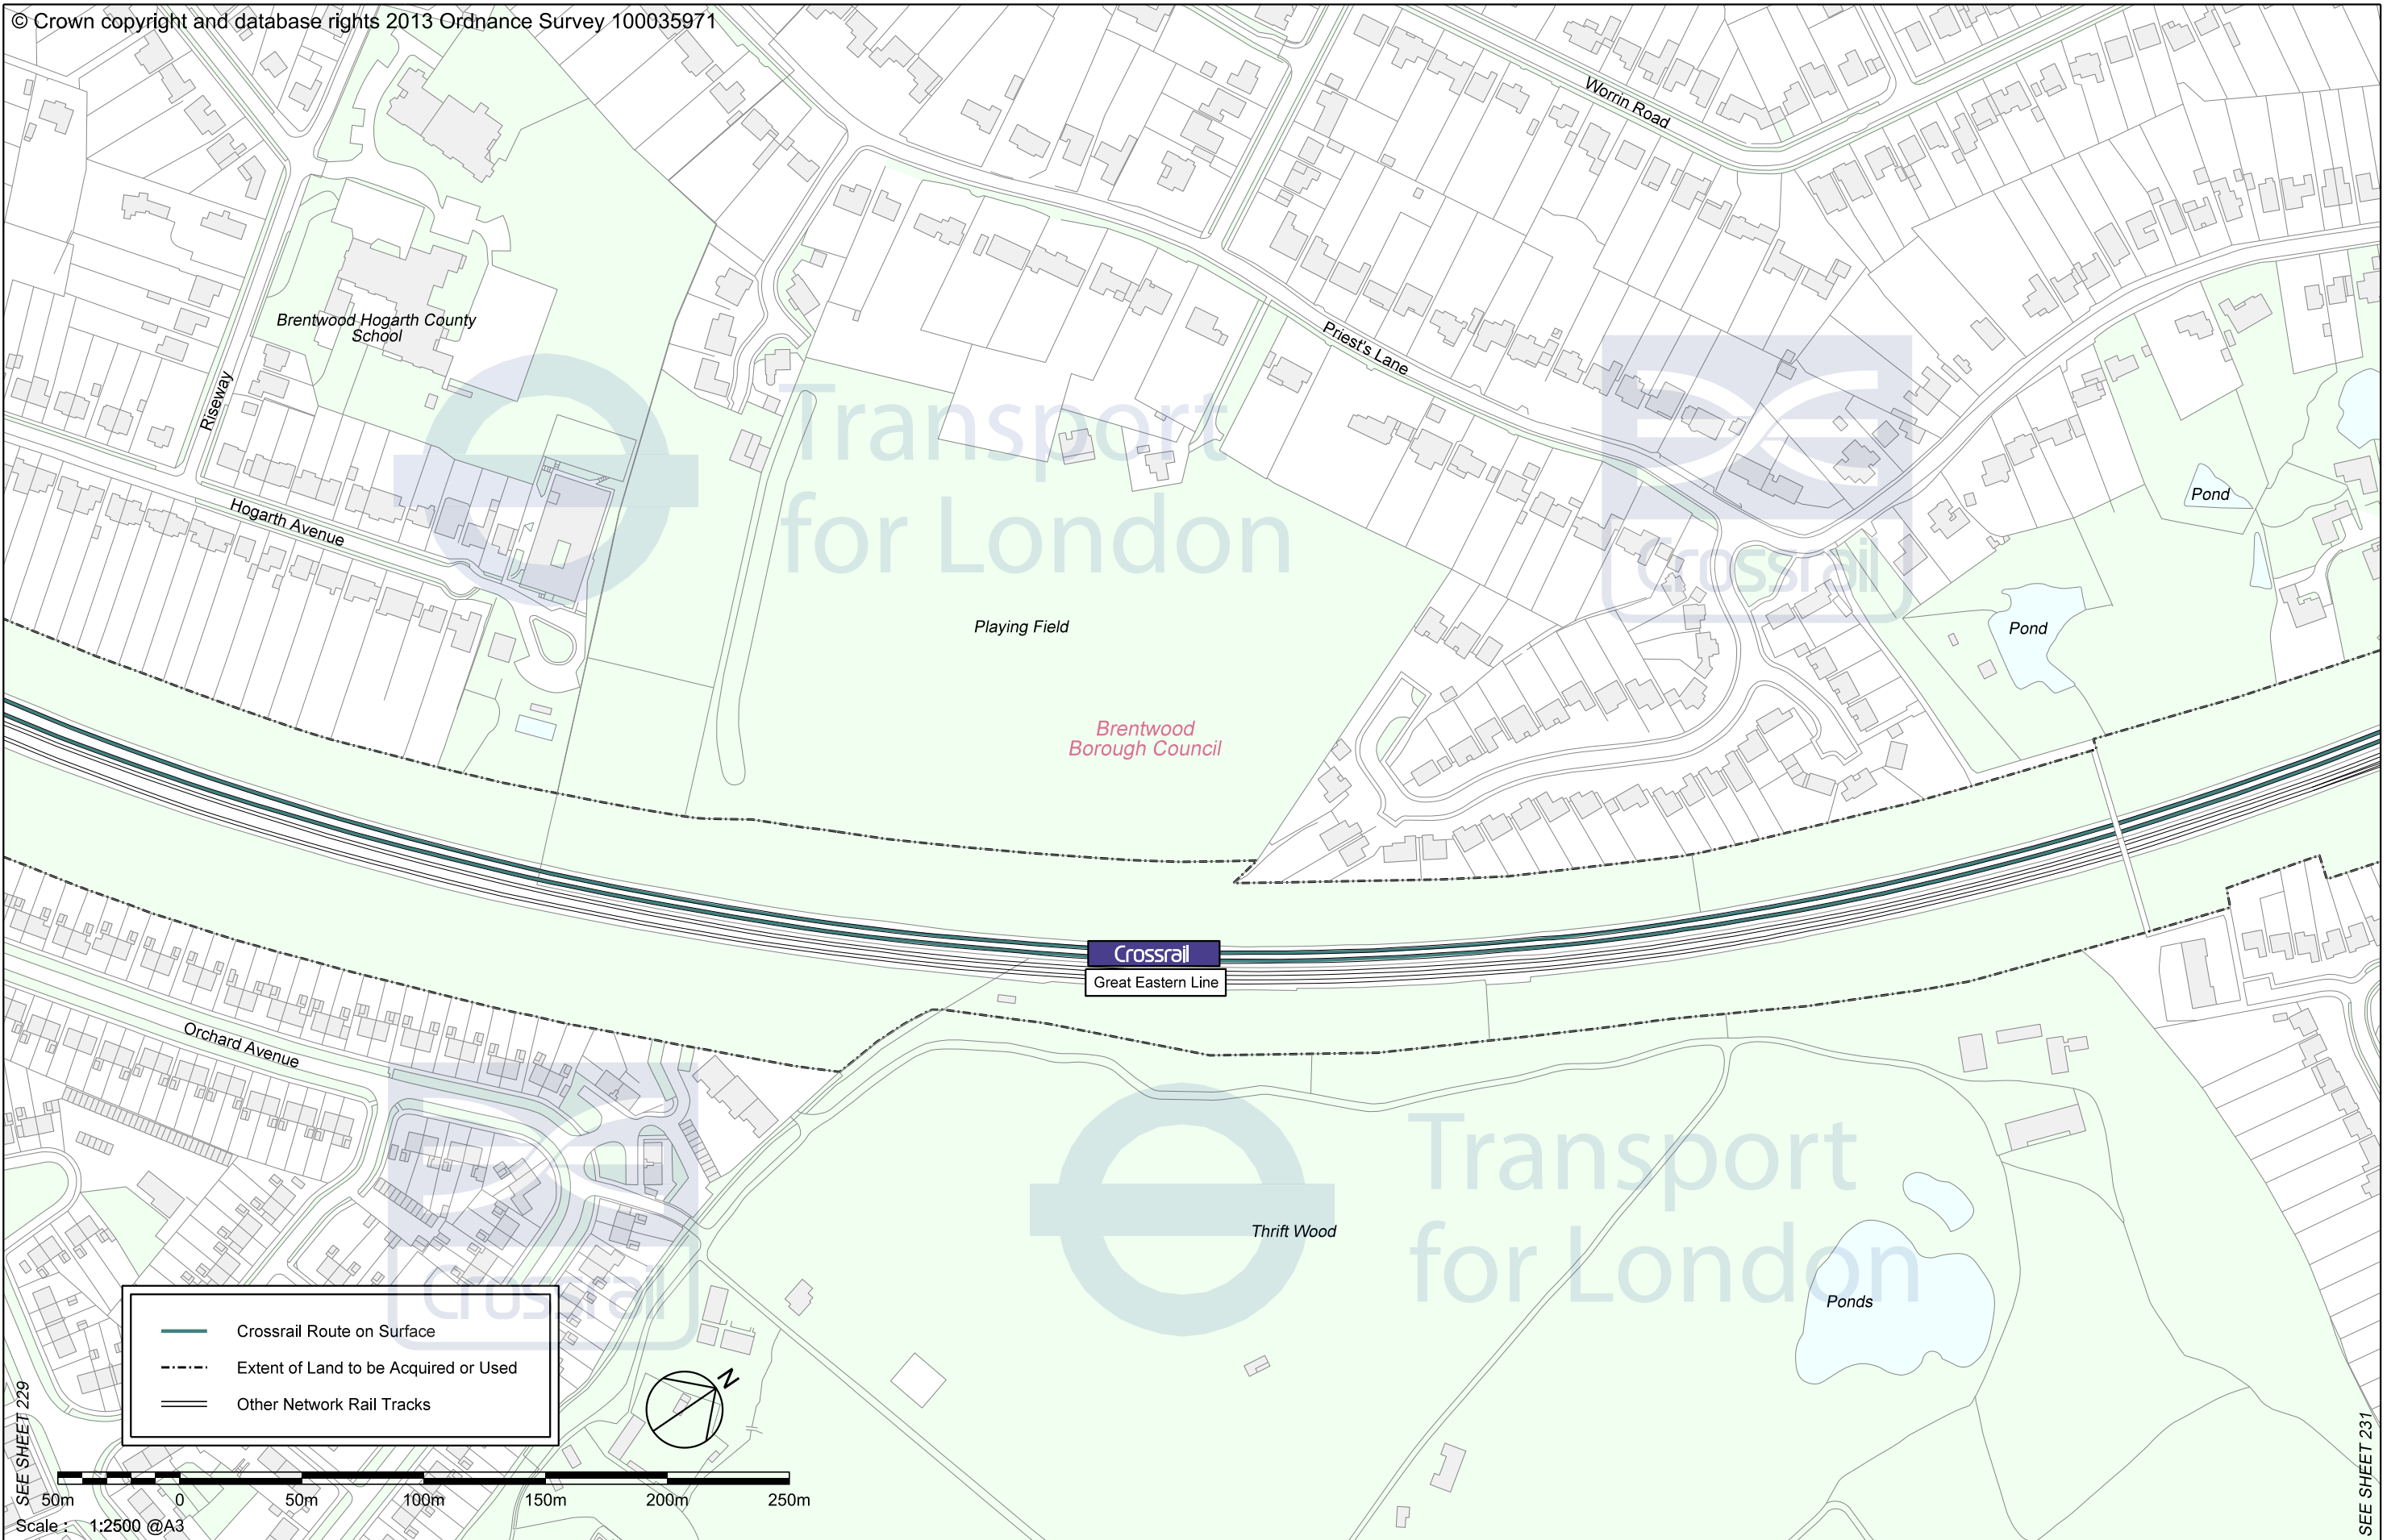 © Crown copyright and database rights 2013 Ordnance Survey 100035971
Worrin Road
Brentwood Hogarth County
School
Riseway
Priest's Lane
Transport
for London
Crossrail
Hogarth Avenue
Pond
Playing Field
Pond
Brentwood
Borough Council
Crossrail
Great Eastern Line
Orchard Avenue
Transport
for London
Thrift Wood
Crossrail
Ponds
Crossrail Route on Surface
Extent of Land to be Acquired or Used
Other Network Rail Tracks
N
SEE SHEET 229
SEE SHEET 231
50m 0 50m 100m 150m 200m 250m
Scale : 1:2500 @A3